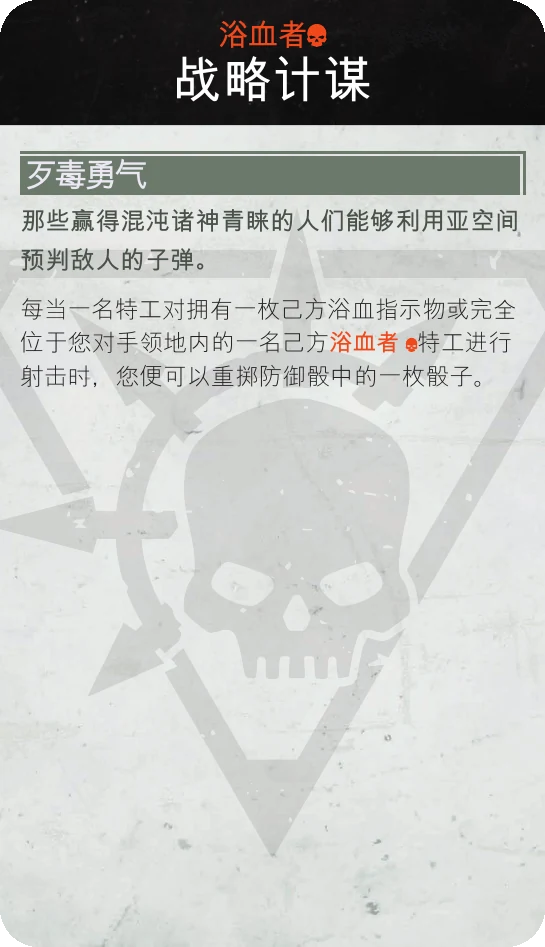 浴血者
战略计谋
歹毒勇气
那些赢得混沌诸神青睐的人们能够利用亚空间
预判敌人的子弹。
每当一名特工对拥有一枚己方浴血指示物或完全
位于您对手领地内的一名己方浴血者 特工进行
射击时，您便可以重掷防御骰中的一枚骰子。